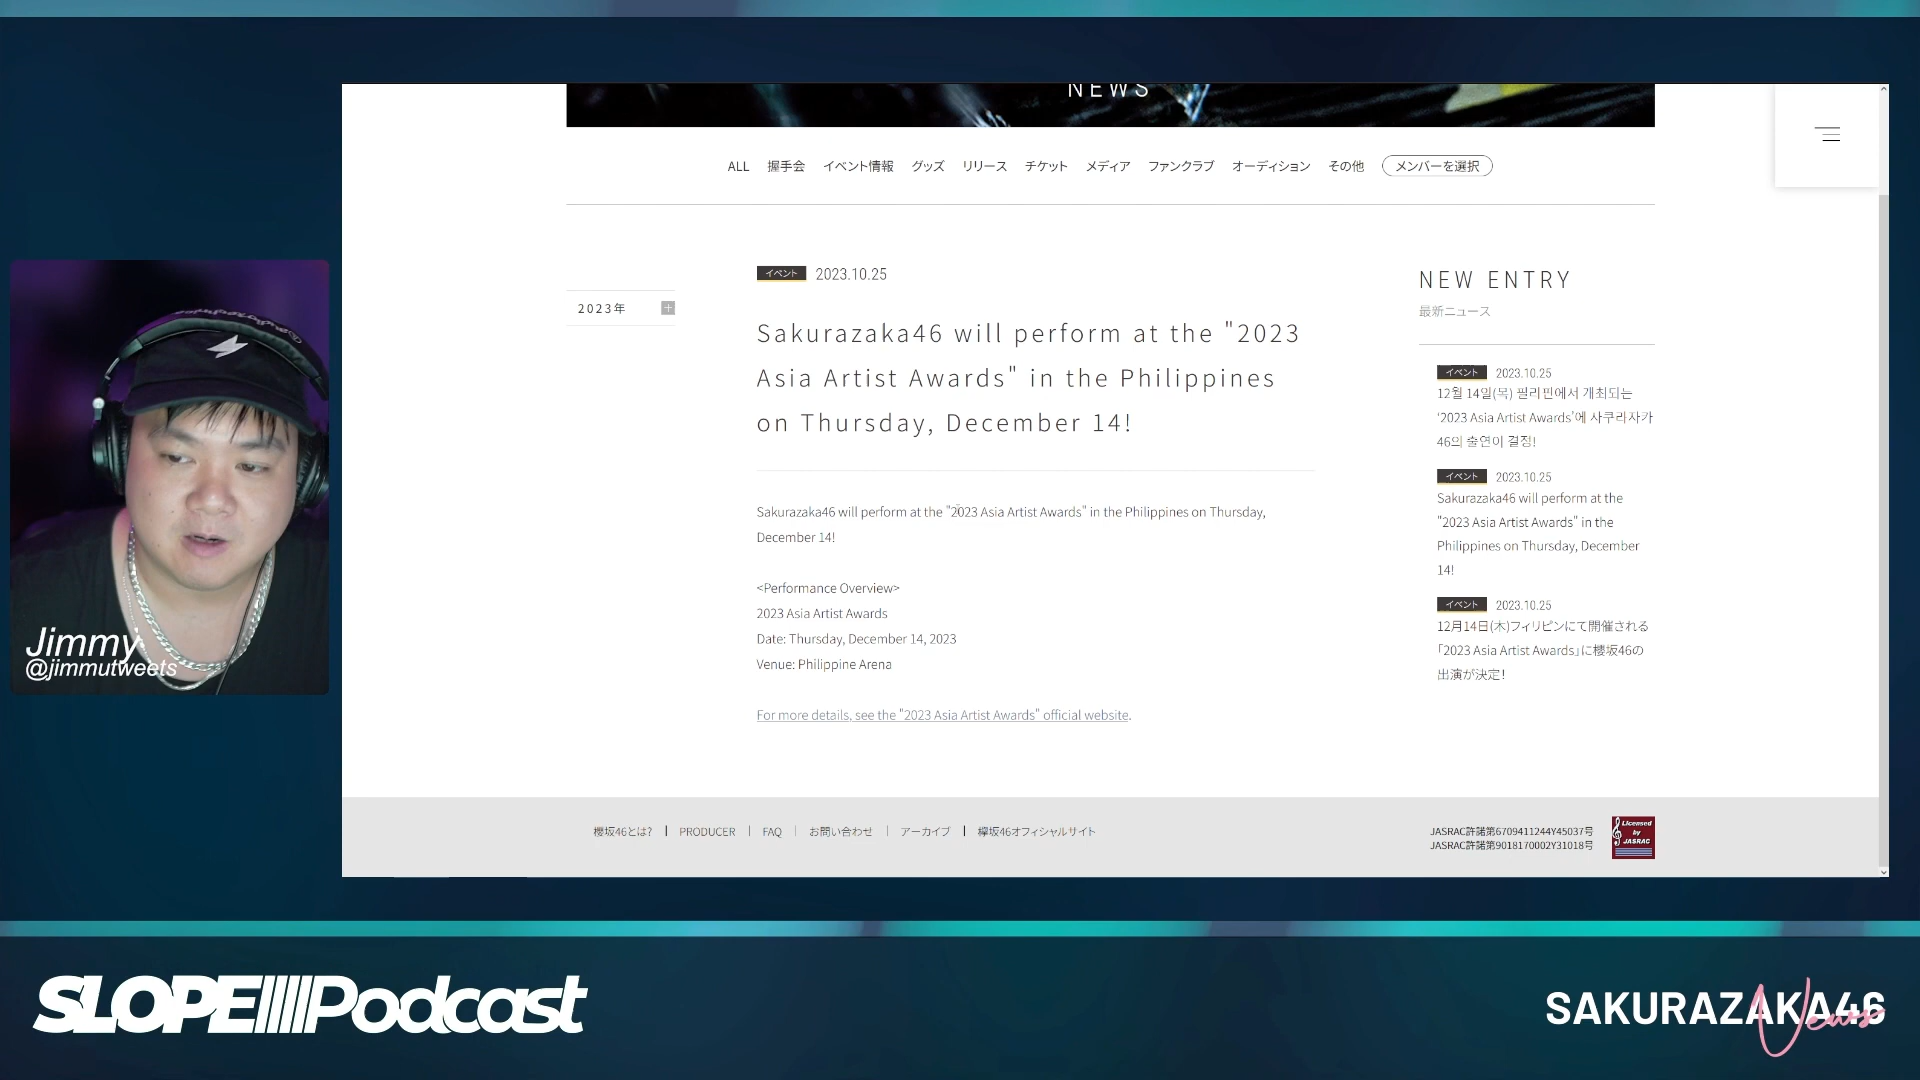 NEWS
ALL 握手会 イベント情報 グッズ リリース チケット メディア ファンクラブ オーディション その他 メンバーを選択
2023年
イベント 2023.10.25
Sakurazaka46 will perform at the "2023
Asia Artist Awards" in the Philippines
on Thursday, December 14!
Sakurazaka46 will perform at the "2023 Asia Artist Awards" in the Philippines on Thursday,
December 14!
<Performance Overview>
2023 Asia Artist Awards
Date: Thursday, December 14, 2023
Venue: Philippine Arena
For more details, see the "2023 Asia Artist Awards" official website.
NEW ENTRY
最新ニュース
イベント 2023.10.25
12월 14일(목) 필리핀에서 개최되는
‘2023 Asia Artist Awards’에 사쿠라자카
46의 출연이 결정!
イベント 2023.10.25
Sakurazaka46 will perform at the
"2023 Asia Artist Awards" in the
Philippines on Thursday, December
14!
イベント 2023.10.25
12月14日(木)フィリピンにて開催される
「2023 Asia Artist Awards」に櫻坂46の
出演が決定!
櫻坂46とは? PRODUCER FAQ お問い合わせ アーカイブ 欅坂46オフィシャルサイト
JASRAC許諾第6709411244Y45037号
JASRAC許諾第9018170002Y31018号
Licensed
by
JASRAC
Jimmy
@jimmutweets
SLOPE Podcast
SAKURAZAKA46
News